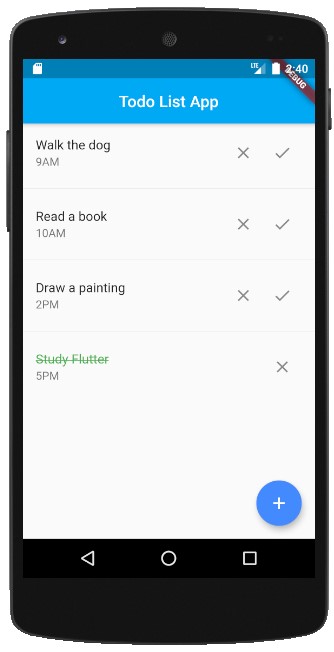 LTE 2:40
DEBUG
Todo List App
Walk the dog
9AM
Read a book
10AM
Draw a painting
2PM
Study Flutter
5PM